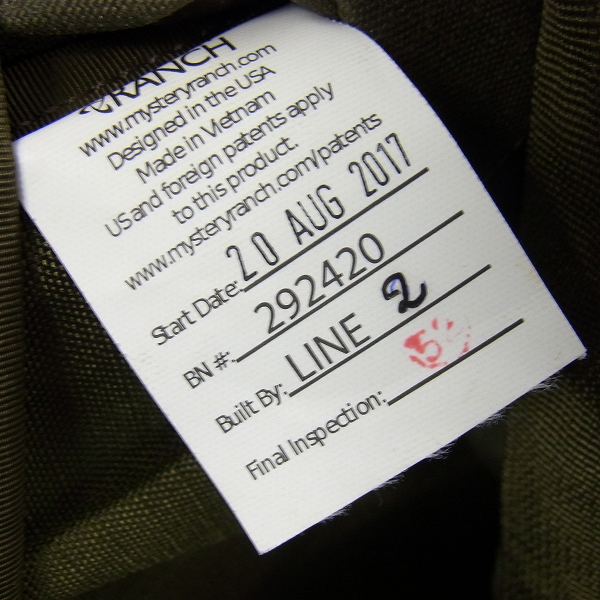 RANCH
www.mysteryranch.com
Designed in the USA
Made in Vietnam
US and foreign patents apply
to this product.
www.mysteryranch.com/patents
Start Date: 20 AUG 2017
BN #: 292420
Built By: LINE 2
Final Inspection: